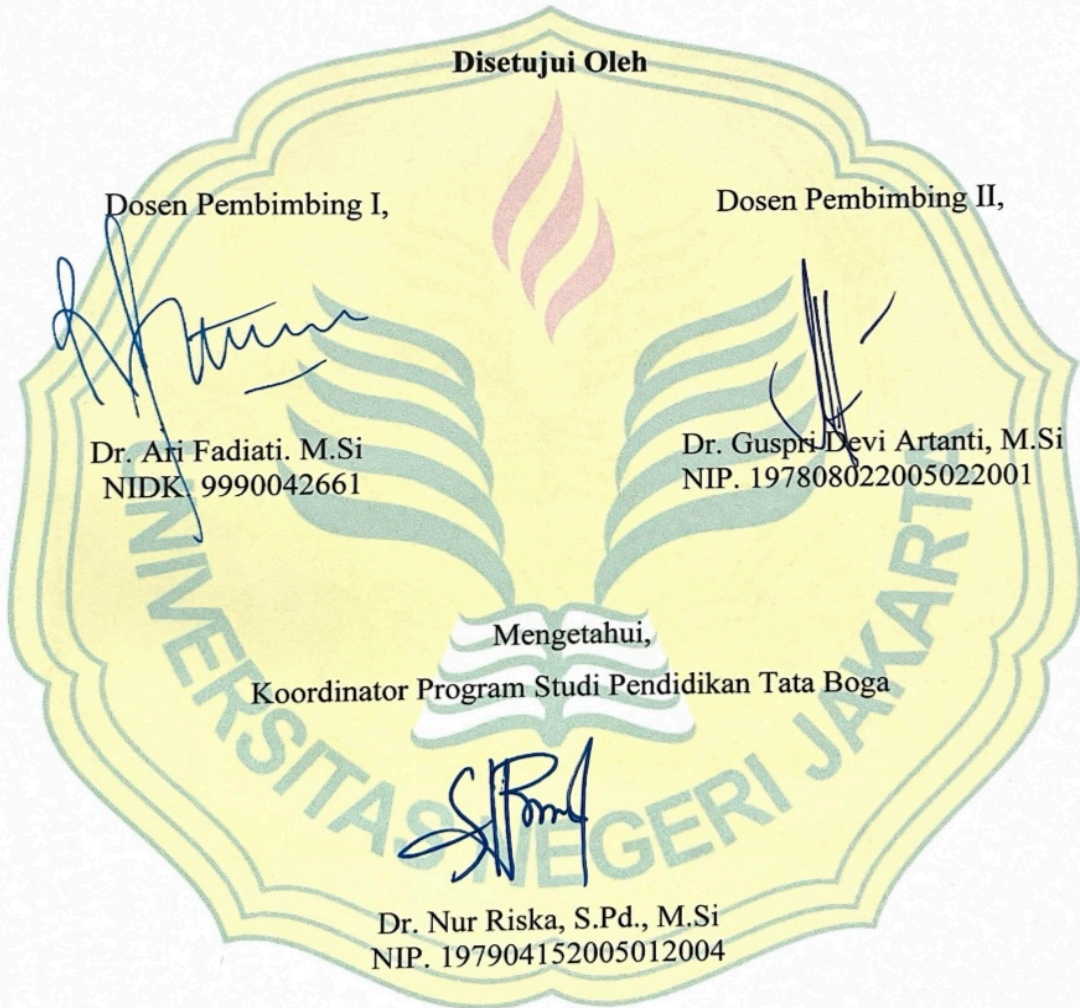 Disetujui Oleh
Dosen Pembimbing I,
Dosen Pembimbing II,
Dr. Ari Fadiati. M.Si
NIDK. 9990042661
Dr. Guspri Devi Artanti, M.Si
NIP. 197808022005022001
Mengetahui,
Koordinator Program Studi Pendidikan Tata Boga
Dr. Nur Riska, S.Pd., M.Si
NIP. 197904152005012004
UNIVERSITAS NEGERI JAKARTA